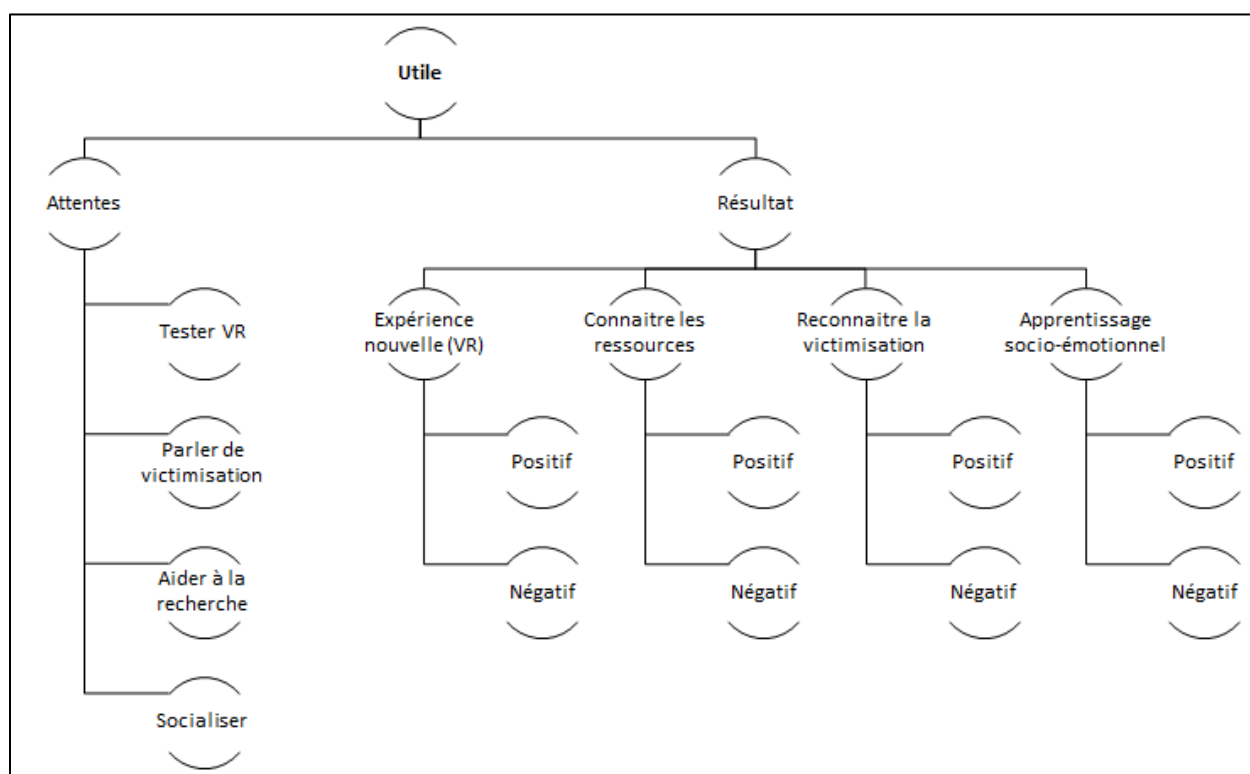 Utile
Attentes
Résultat
Tester VR
Parler de
victimisation
Aider à la
recherche
Socialiser
Expérience
nouvelle (VR)
Connaitre les
ressources
Reconnaitre la
victimisation
Apprentissage
socio-émotionnel
Positif
Positif
Positif
Positif
Négatif
Négatif
Négatif
Négatif